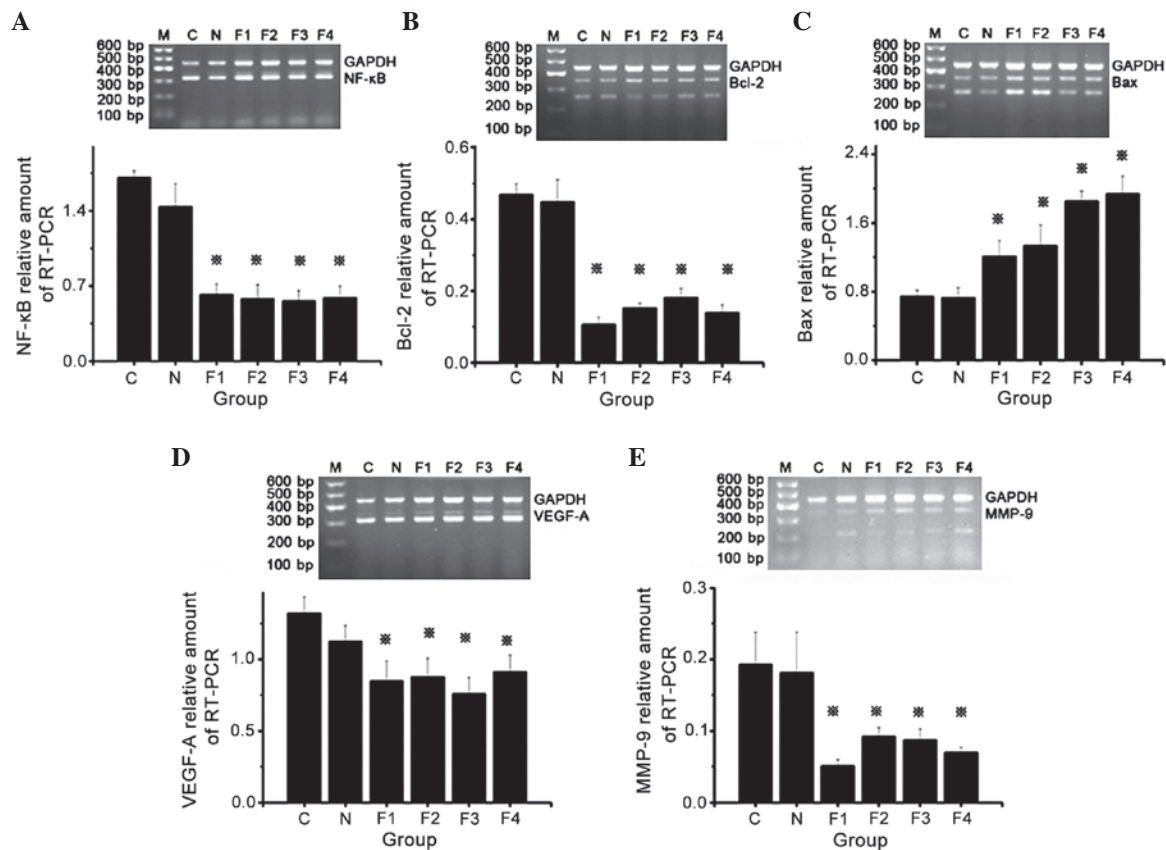 A
M C N F1 F2 F3 F4
600 bp
500 bp
400 bp
300 bp
200 bp
100 bp
GAPDH
NF-κB
NF-κB relative amount
of RT-PCR
1.4
0.7
0.0
※ ※ ※ ※
C N F1 F2 F3 F4
Group
B
M C N F1 F2 F3 F4
600 bp
500 bp
400 bp
300 bp
200 bp
100 bp
GAPDH
Bcl-2
Bcl-2 relative amount
of RT-PCR
0.6
0.4
0.2
0.0
※ ※ ※ ※
C N F1 F2 F3 F4
Group
C
M C N F1 F2 F3 F4
600 bp
500 bp
400 bp
300 bp
200 bp
100 bp
GAPDH
Bax
Bax relative amount
of RT-PCR
2.4
1.6
0.8
0.0
※ ※ ※ ※
C N F1 F2 F3 F4
Group
D
M C N F1 F2 F3 F4
600 bp
500 bp
400 bp
300 bp
200 bp
100 bp
GAPDH
VEGF-A
VEGF-A relative amount
of RT-PCR
1.0
0.0
※ ※ ※ ※
C N F1 F2 F3 F4
Group
E
M C N F1 F2 F3 F4
600 bp
500 bp
400 bp
300 bp
200 bp
100 bp
GAPDH
MMP-9
MMP-9 relative amount
of RT-PCR
0.3
0.2
0.1
0.0
※ ※ ※ ※
C N F1 F2 F3 F4
Group